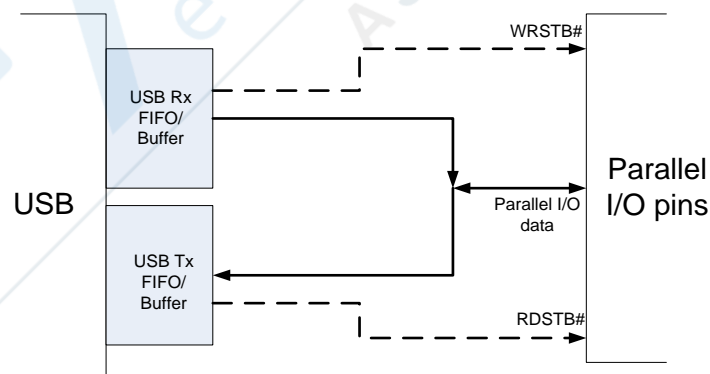 WRSTB#
USB Rx
FIFO/
Buffer
USB
Parallel I/O
data
Parallel
I/O pins
USB Tx
FIFO/
Buffer
RDSTB#